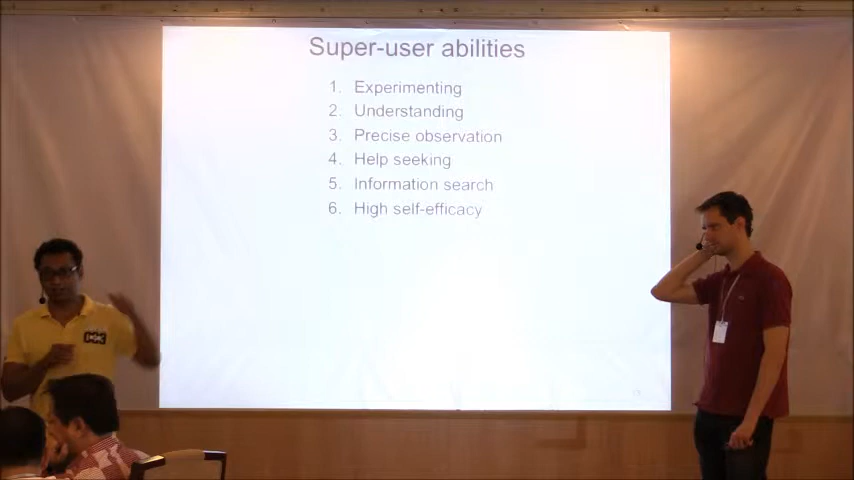 Super-user abilities
1. Experimenting
2. Understanding
3. Precise observation
4. Help seeking
5. Information search
6. High self-efficacy